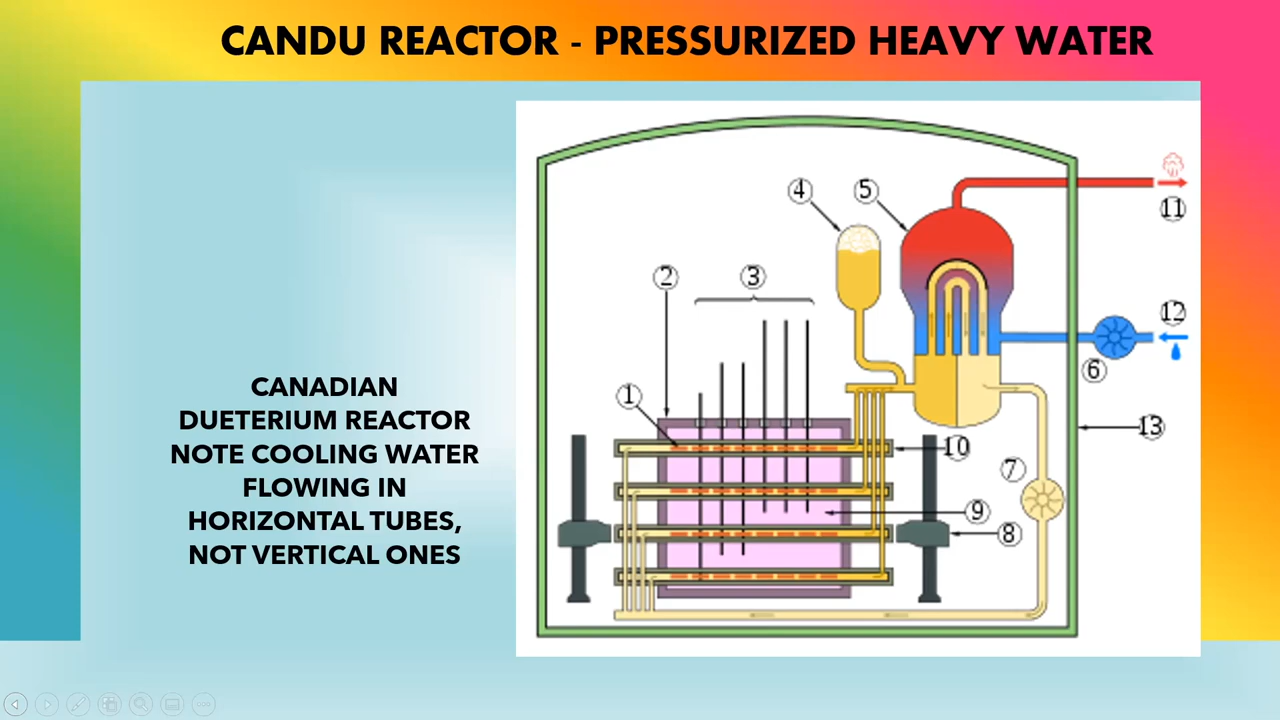 CANDU REACTOR - PRESSURIZED HEAVY WATER
CANADIAN
DUETERIUM REACTOR
NOTE COOLING WATER
FLOWING IN
HORIZONTAL TUBES,
NOT VERTICAL ONES
4
5
11
2
3
12
6
1
13
10
7
9
8